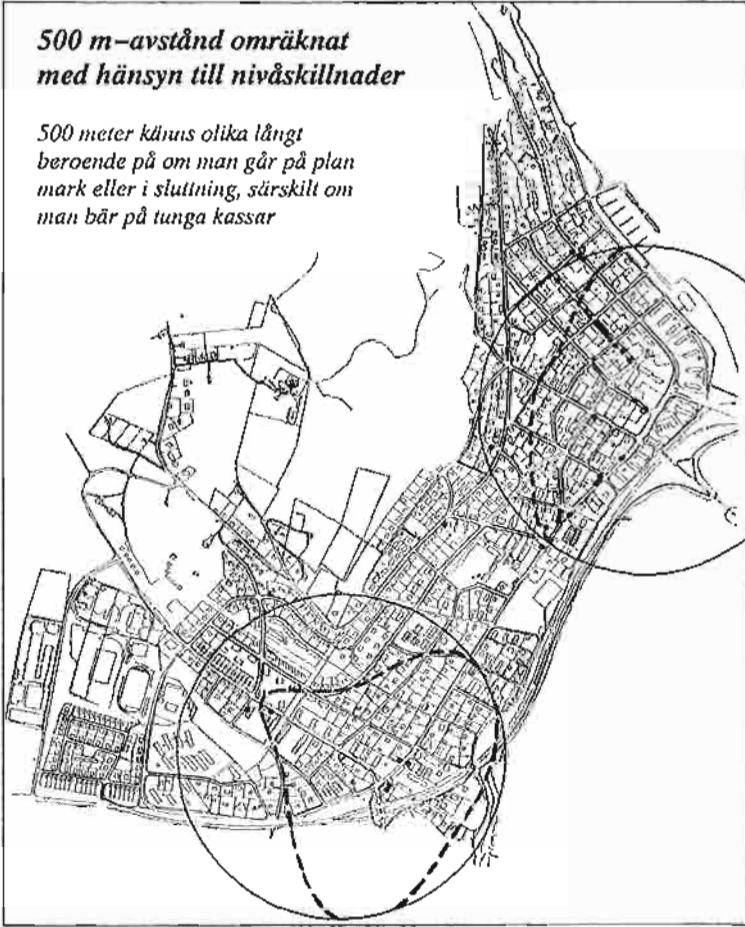 500 m–avstånd omräknat
med hänsyn till nivåskillnader
500 meter känns olika långt
beroende på om man går på plan
mark eller i sluttning, särskilt om
man bär på tunga kassar